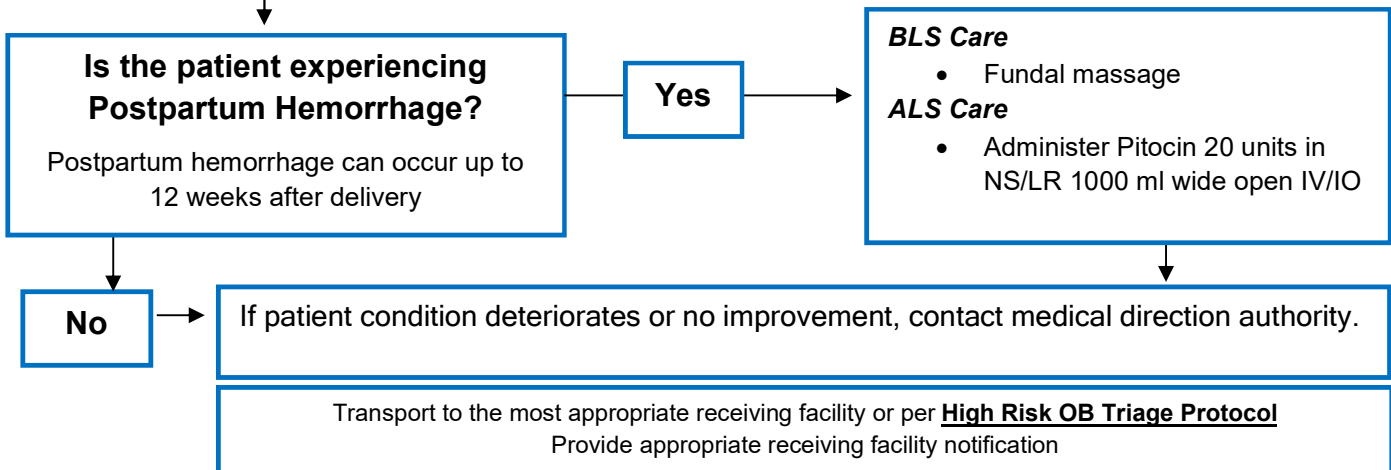 Is the patient experiencing
Postpartum Hemorrhage?
Postpartum hemorrhage can occur up to
12 weeks after delivery
Yes
BLS Care
• Fundal massage
ALS Care
• Administer Pitocin 20 units in
NS/LR 1000 ml wide open IV/IO
No
If patient condition deteriorates or no improvement, contact medical direction authority.
Transport to the most appropriate receiving facility or per High Risk OB Triage Protocol
Provide appropriate receiving facility notification